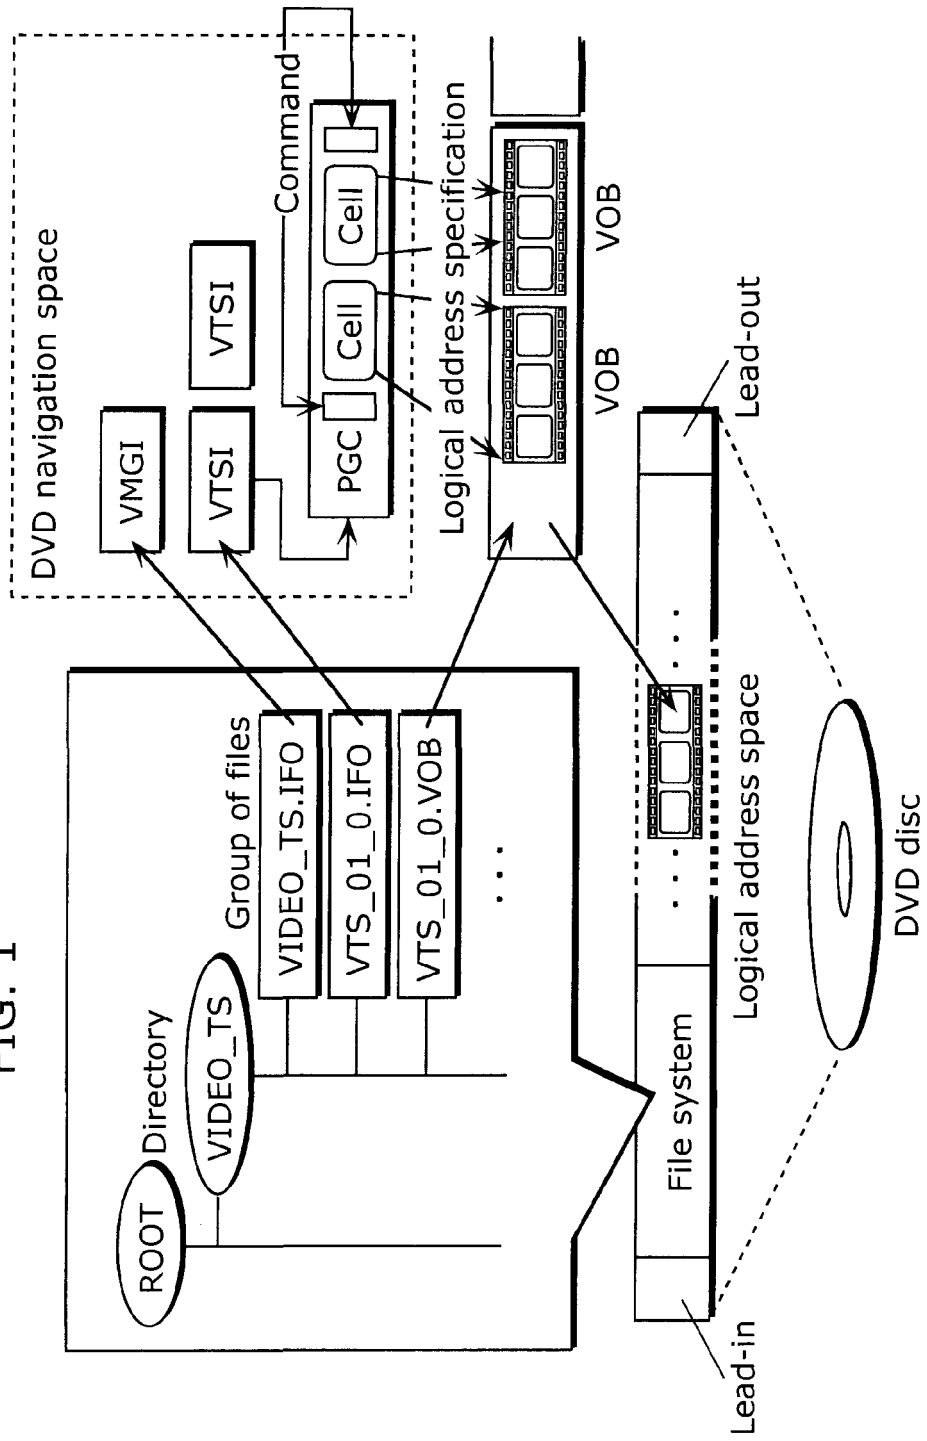 FIG. 1
DVD navigation space
VMGI
VTSI
VTSI
Command
PGC
Cell
Cell
Logical address specification
VOB
VOB
ROOT
Directory
VIDEO_TS
Group of files
VIDEO_TS.IFO
VTS_01_0.IFO
VTS_01_0.VOB
...
Lead-in
File system
. . .
. . .
Lead-out
Logical address space
DVD disc